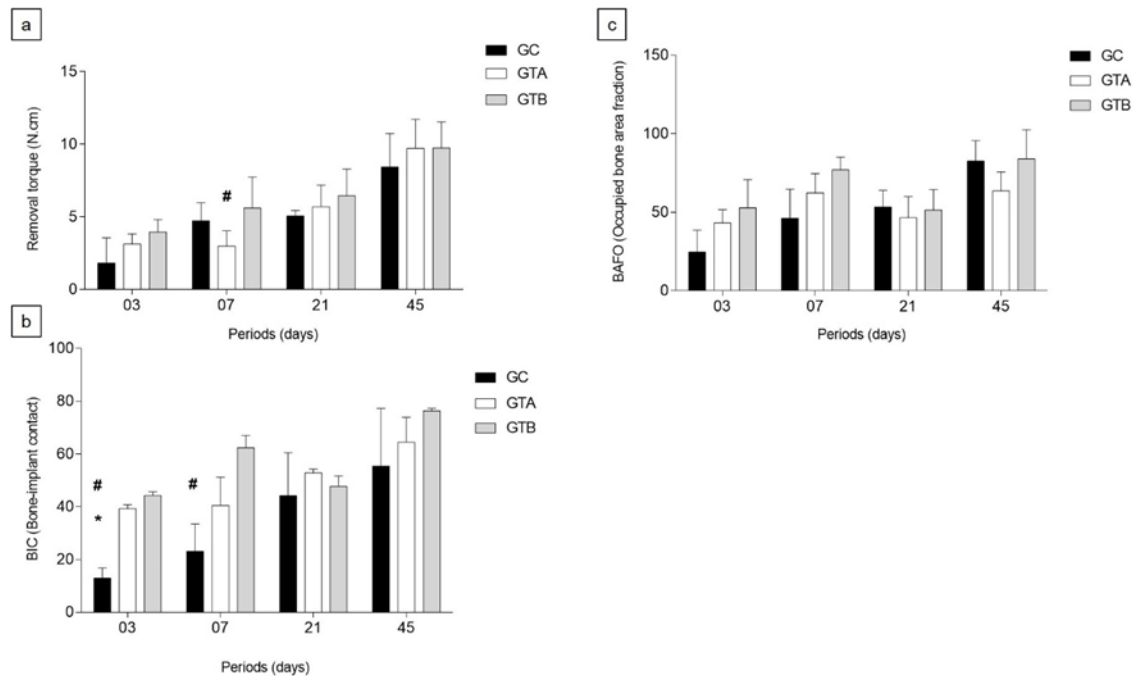 a
GC
GTA
GTB
15
10
5
0
Removal torque (N.cm)
#
03 07 21 45
Periods (days)
b
GC
GTA
GTB
100
80
60
40
20
0
BIC (Bone-implant contact)
#
*
#
03 07 21 45
Periods (days)
c
GC
GTA
GTB
150
100
50
0
BAFO (Occupied bone area fraction)
03 07 21 45
Periods (days)